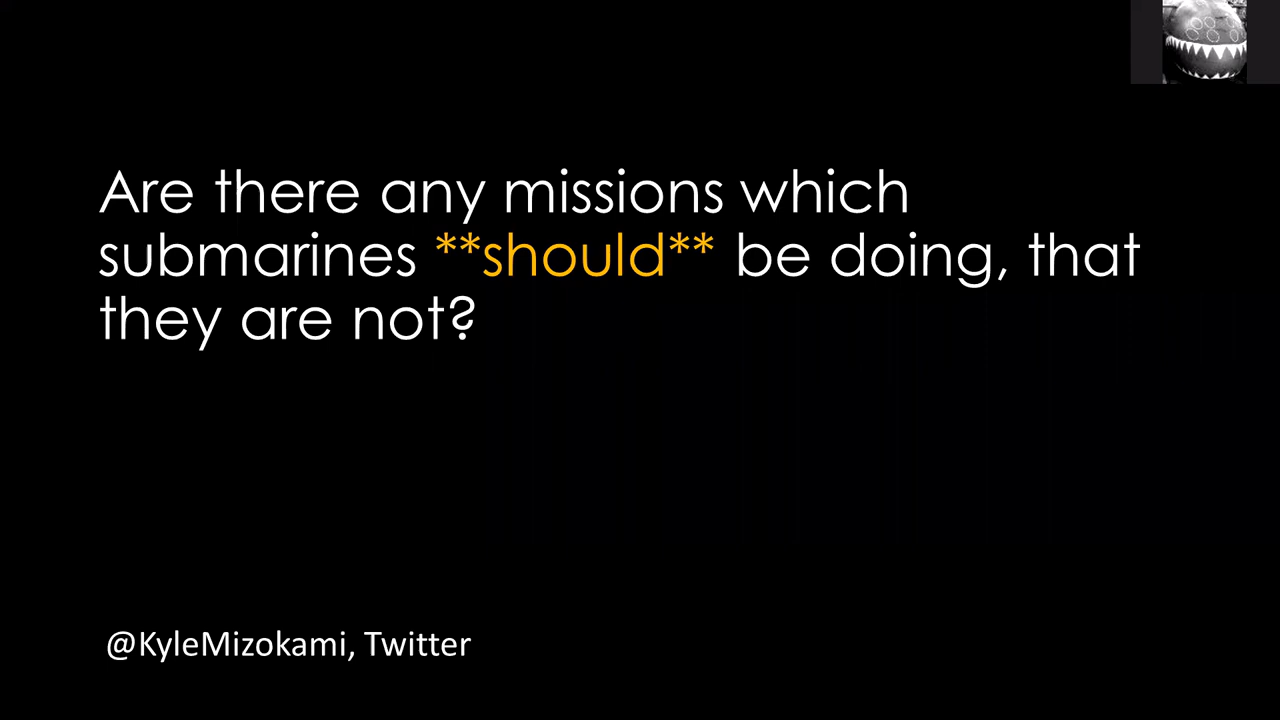 Are there any missions which
submarines **should** be doing, that
they are not?
@KyleMizokami, Twitter